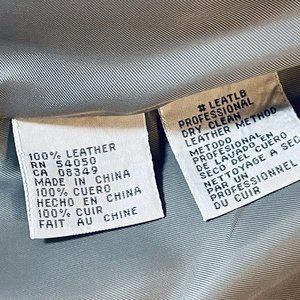 100% LEATHER
RN 54050
CA 08349
MADE IN CHINA
100% CUERO
HECHO EN CHINA
100% CUIR
FAIT AU CHINE
# LEATLB
PROFESSIONAL
DRY CLEAN
LEATHER METHOD
METODO
PROFESIONAL
DE LAVADO EN
SECO DEL CUERO
NETTOYAGE A SEC
PAR UN
PROFESSIONNEL
DU CUIR